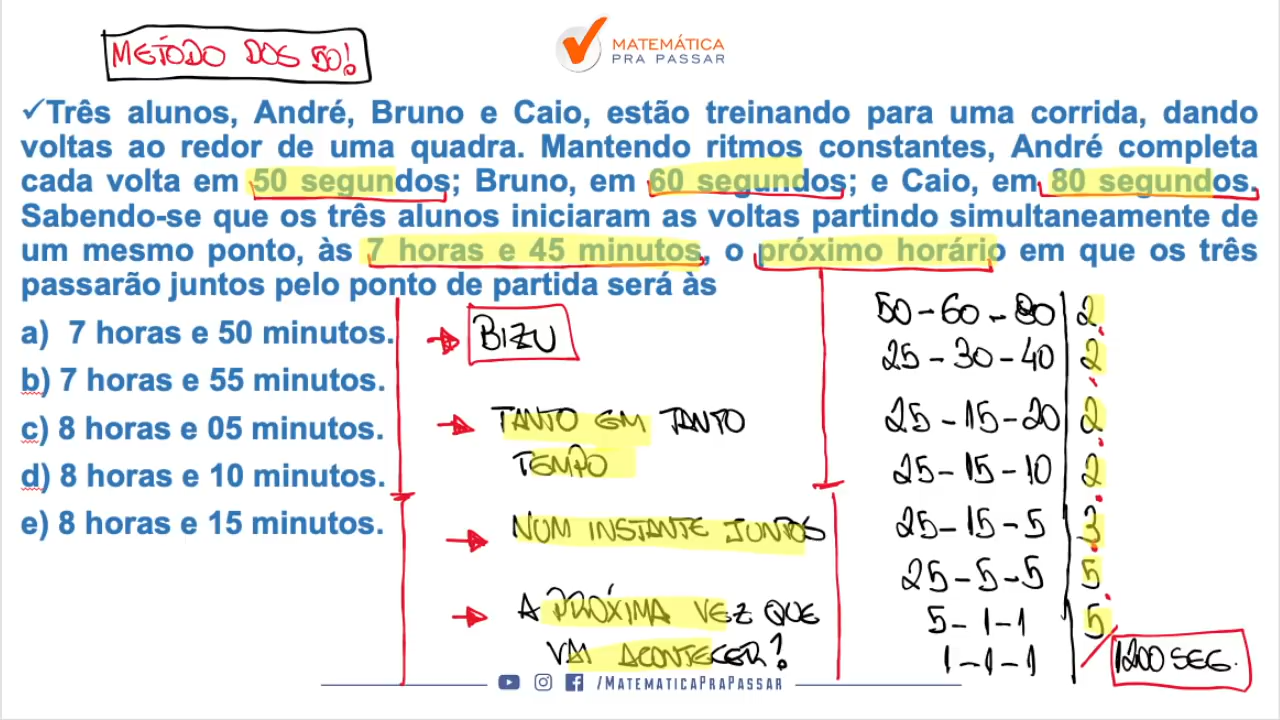 METÓDO DOS 50!
MATEMÁTICA
PRA PASSAR
✓Três alunos, André, Bruno e Caio, estão treinando para uma corrida, dando
voltas ao redor de uma quadra. Mantendo ritmos constantes, André completa
cada volta em 50 segundos; Bruno, em 60 segundos; e Caio, em 80 segundos.
Sabendo-se que os três alunos iniciaram as voltas partindo simultaneamente de
um mesmo ponto, às 7 horas e 45 minutos, o próximo horário em que os três
passarão juntos pelo ponto de partida será às
a) 7 horas e 50 minutos.
b) 7 horas e 55 minutos.
c) 8 horas e 05 minutos.
d) 8 horas e 10 minutos.
e) 8 horas e 15 minutos.
BIZU
TANTO EM TANTO
TEMPO
NUM INSTANTE JUNTOS
A PRÓXIMA VEZ QUE
VAI ACONTECER?
50 - 60 - 80 | 2
25 - 30 - 40 | 2
25 - 15 - 20 | 2
25 - 15 - 10 | 2
25 - 15 - 5 | 3
25 - 5 - 5 | 5
5 - 1 - 1 | 5
1 - 1 - 1
1200 SEG.
/MATEMATICAPRAPASSAR